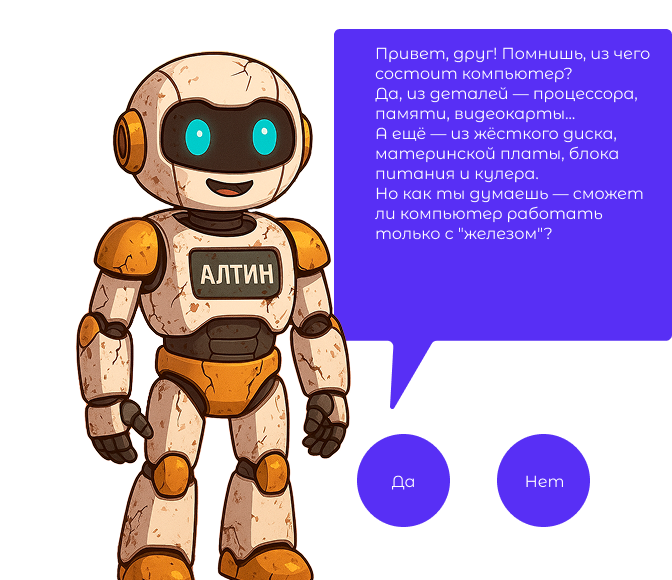 Привет, друг! Помнишь, из чего
состоит компьютер?
Да, из деталей — процессора,
памяти, видеокарты...
А ещё — из жёсткого диска,
материнской платы, блока
питания и кулера.
Но как ты думаешь — сможет
ли компьютер работать
только с "железом"?
АЛТИН
Да
Нет